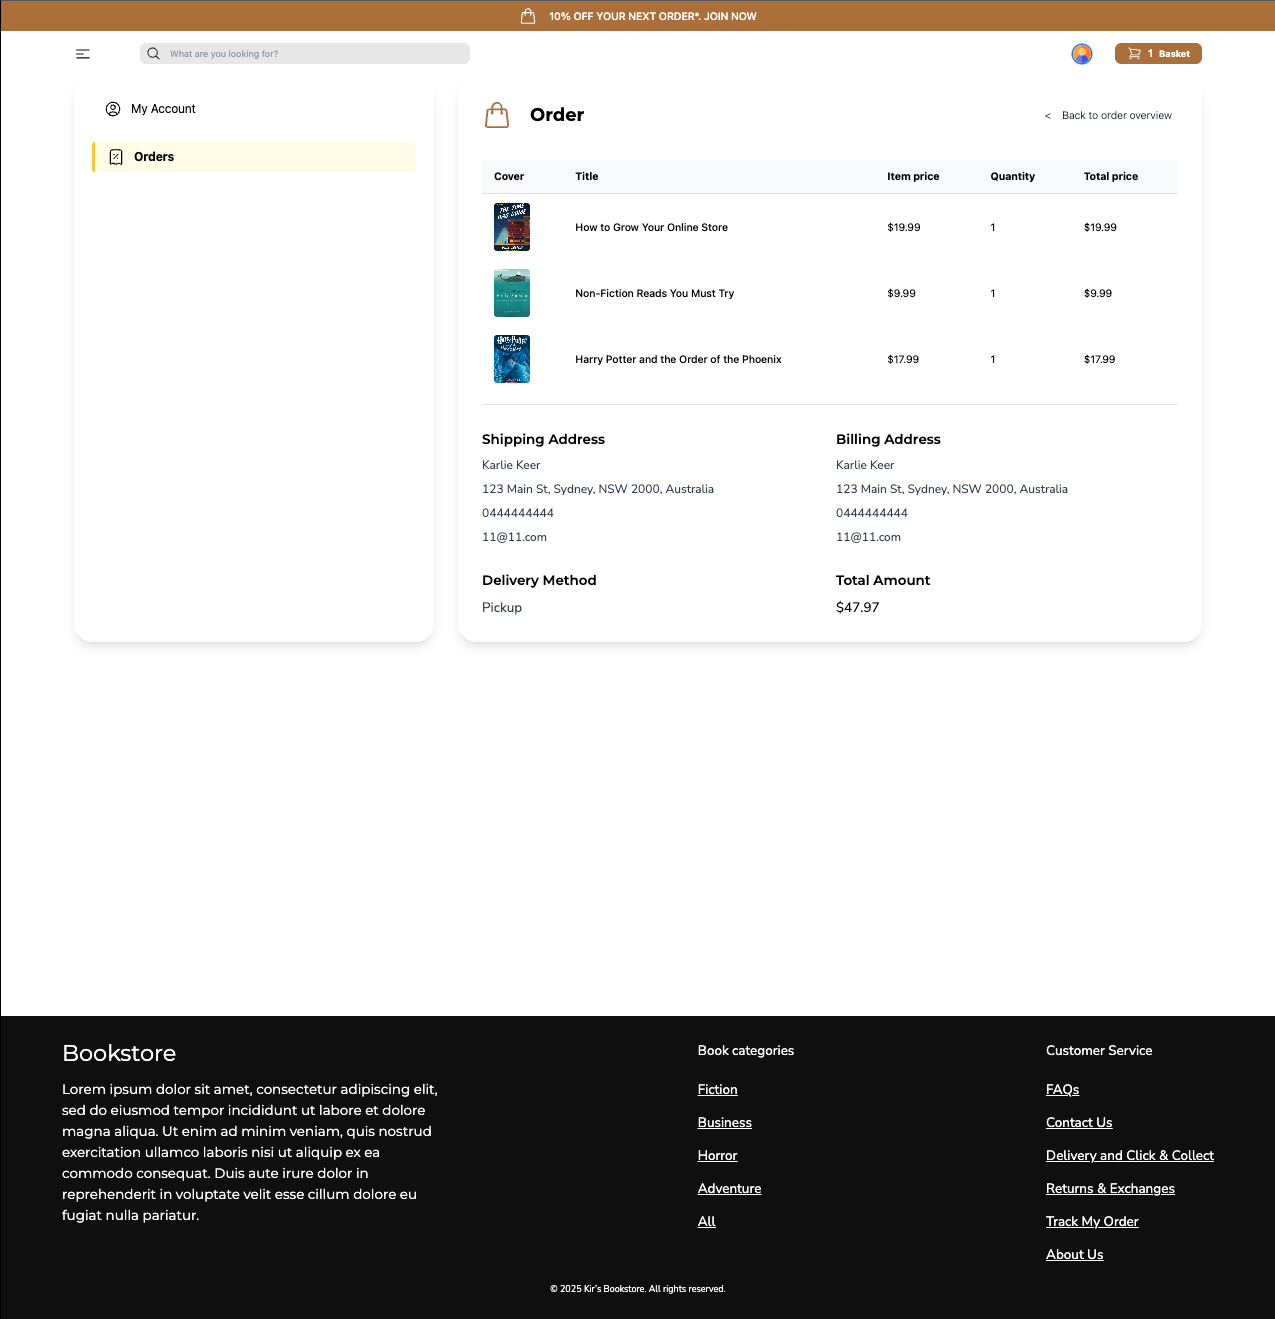 10% OFF YOUR NEXT ORDER*. JOIN NOW
What are you looking for?
1 Basket
My Account
Orders
Order
< Back to order overview
Cover Title Item price Quantity Total price
THE TIME
How to Grow Your Online Store $19.99 1 $19.99
Non-Fiction Reads You Must Try $9.99 1 $9.99
Harry Potter
Harry Potter and the Order of the Phoenix $17.99 1 $17.99
Shipping Address
Karlie Keer
123 Main St, Sydney, NSW 2000, Australia
0444444444
11@11.com
Billing Address
Karlie Keer
123 Main St, Sydney, NSW 2000, Australia
0444444444
11@11.com
Delivery Method
Pickup
Total Amount
$47.97
Bookstore
Lorem ipsum dolor sit amet, consectetur adipiscing elit,
sed do eiusmod tempor incididunt ut labore et dolore
magna aliqua. Ut enim ad minim veniam, quis nostrud
exercitation ullamco laboris nisi ut aliquip ex ea
commodo consequat. Duis aute irure dolor in
reprehenderit in voluptate velit esse cillum dolore eu
fugiat nulla pariatur.
Book categories
Fiction
Business
Horror
Adventure
All
Customer Service
FAQs
Contact Us
Delivery and Click & Collect
Returns & Exchanges
Track My Order
About Us
© 2025 Kir's Bookstore. All rights reserved.